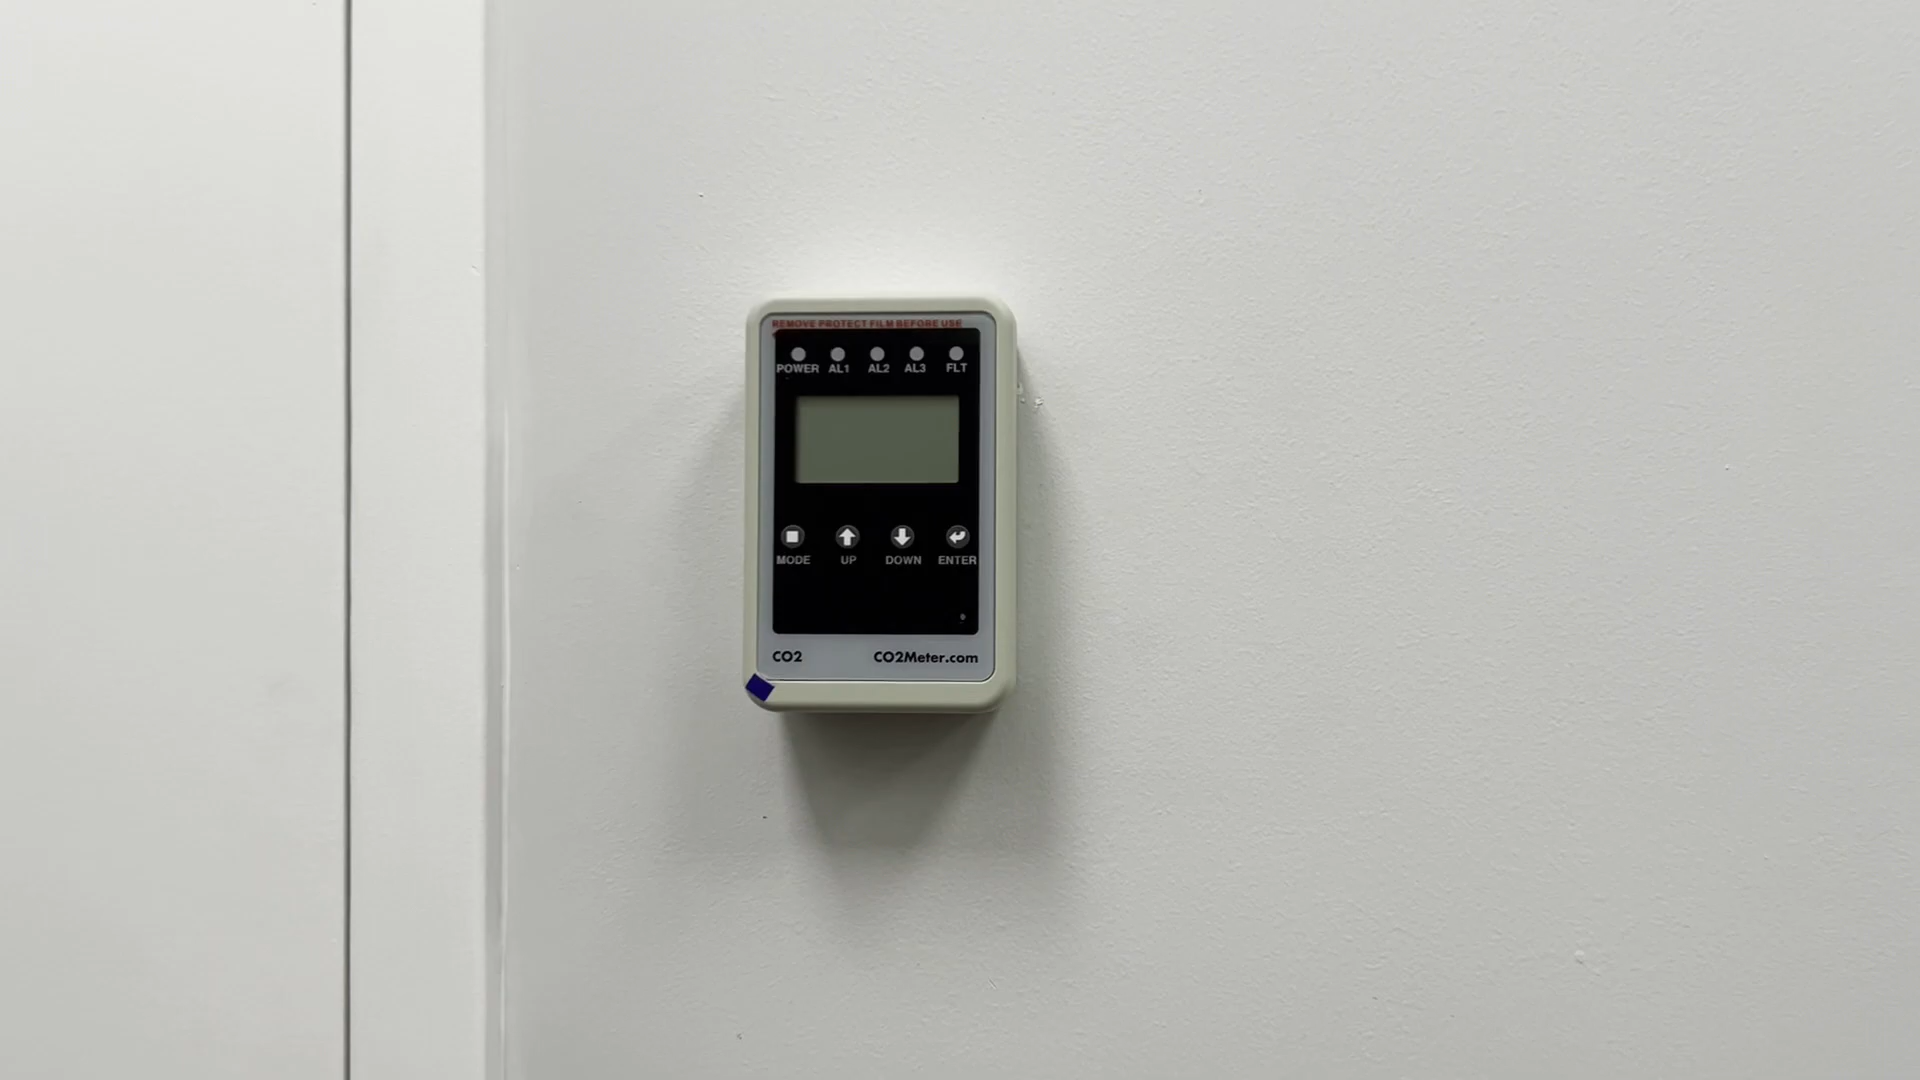 REMOVE PROTECT FILM BEFORE USE
POWER AL1 AL2 AL3 FLT
MODE UP DOWN ENTER
CO2 CO2Meter.com